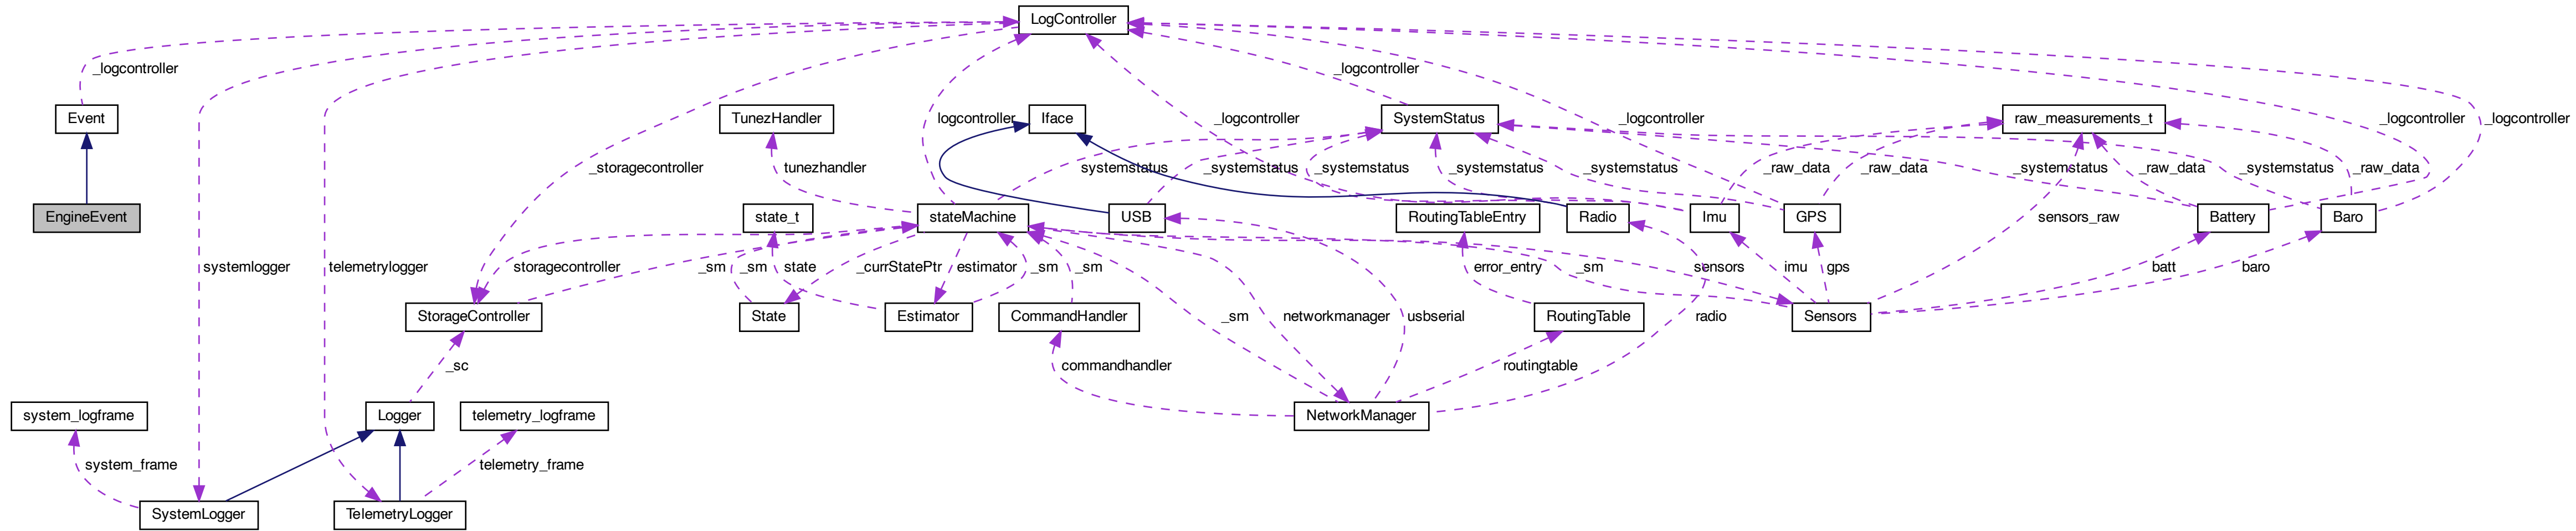 LogController
_logcontroller
_logcontroller
Event
TunezHandler
logcontroller
Iface
_logcontroller
SystemStatus
_logcontroller
raw_measurements_t
_logcontroller
_logcontroller
_storagecontroller
tunezhandler
systemstatus
_systemstatus
_systemstatus
_systemstatus
_systemstatus
_raw_data
_raw_data
_systemstatus
_raw_data
_systemstatus
_raw_data
EngineEvent
state_t
stateMachine
USB
RoutingTableEntry
Radio
Imu
GPS
sensors_raw
Battery
Baro
systemlogger
telemetrylogger
storagecontroller
_sm
_sm
state
_currStatePtr
estimator
_sm
_sm
error_entry
_sm
sensors
imu
gps
batt
baro
StorageController
State
Estimator
CommandHandler
_sm
networkmanager
usbserial
RoutingTable
radio
Sensors
_sc
commandhandler
routingtable
system_logframe
Logger
telemetry_logframe
NetworkManager
system_frame
telemetry_frame
SystemLogger
TelemetryLogger